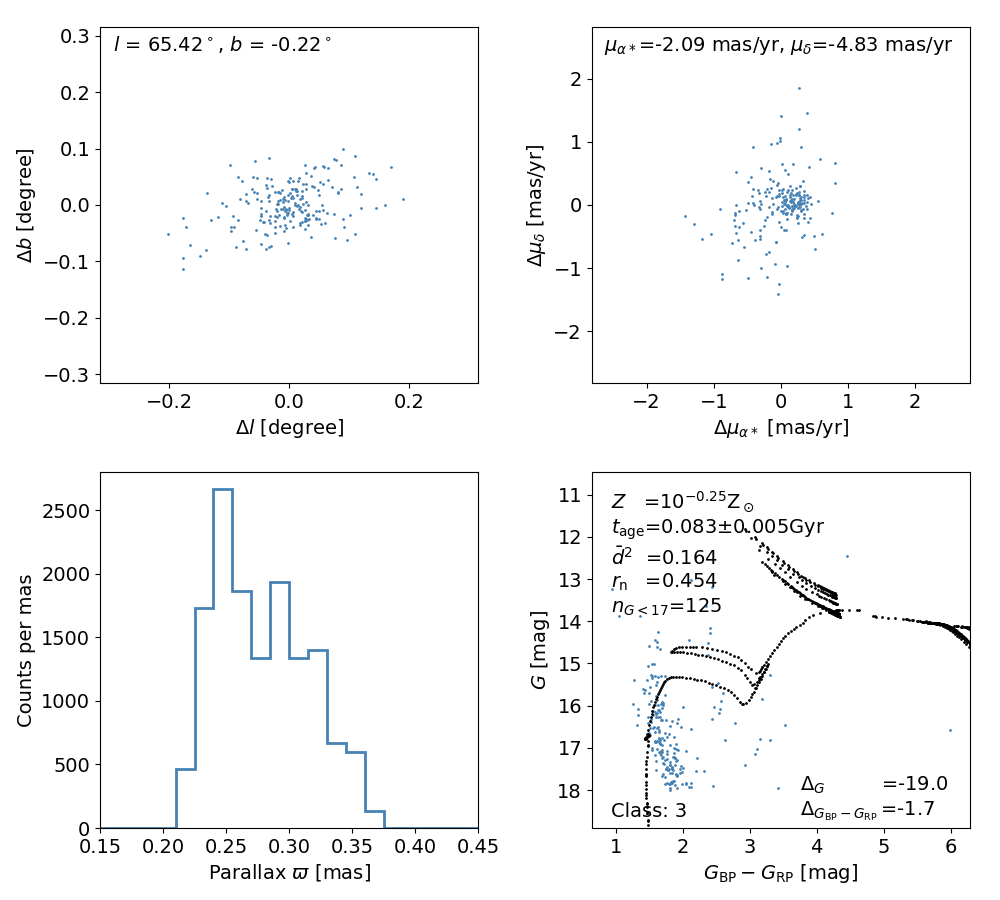 l = 65.42°, b = -0.22°
0.3
0.2
0.1
0.0
−0.1
−0.2
−0.3
Δb [degree]
−0.2 0.0 0.2
Δl [degree]
μα*=-2.09 mas/yr, μδ=-4.83 mas/yr
2
1
0
−1
−2
Δμδ [mas/yr]
−2 −1 0 1 2
Δμα* [mas/yr]
2500
2000
1500
1000
500
0
Counts per mas
0.15 0.20 0.25 0.30 0.35 0.40 0.45
Parallax ϖ [mas]
11
12
13
14
15
16
17
18
G [mag]
Z =10^−0.25 Z⊙
t_age=0.083±0.005Gyr
d̄² =0.164
r_n =0.454
n_G<17=125
Δ_G =-19.0
Δ_GBP−GRP =-1.7
Class: 3
1 2 3 4 5 6
G_BP − G_RP [mag]